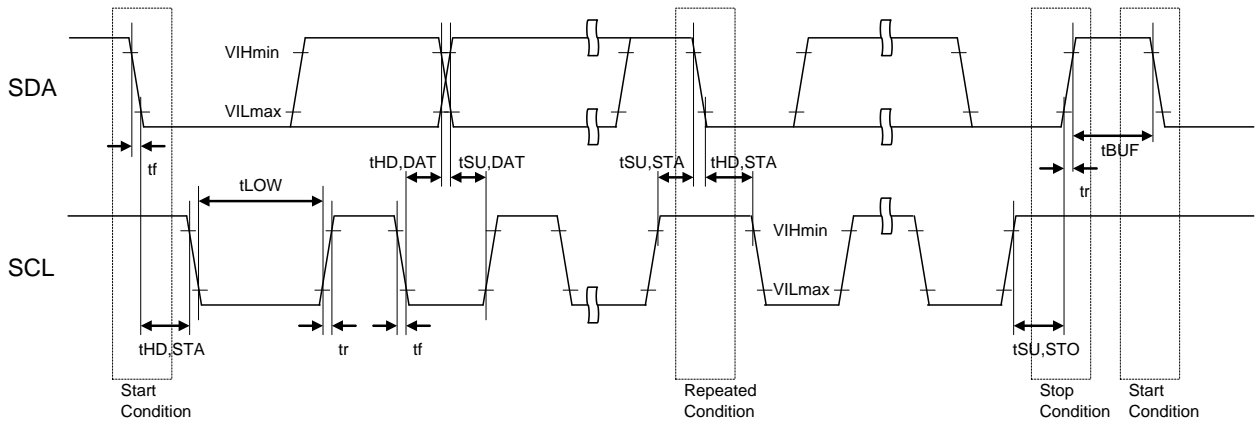 VIHmin
SDA
VILmax
tf
tHD,DAT
tSU,DAT
tSU,STA
tHD,STA
tBUF
tr
tLOW
VIHmin
SCL
VILmax
tHD,STA
tr
tf
tSU,STO
Start
Condition
Repeated
Condition
Stop
Condition
Start
Condition